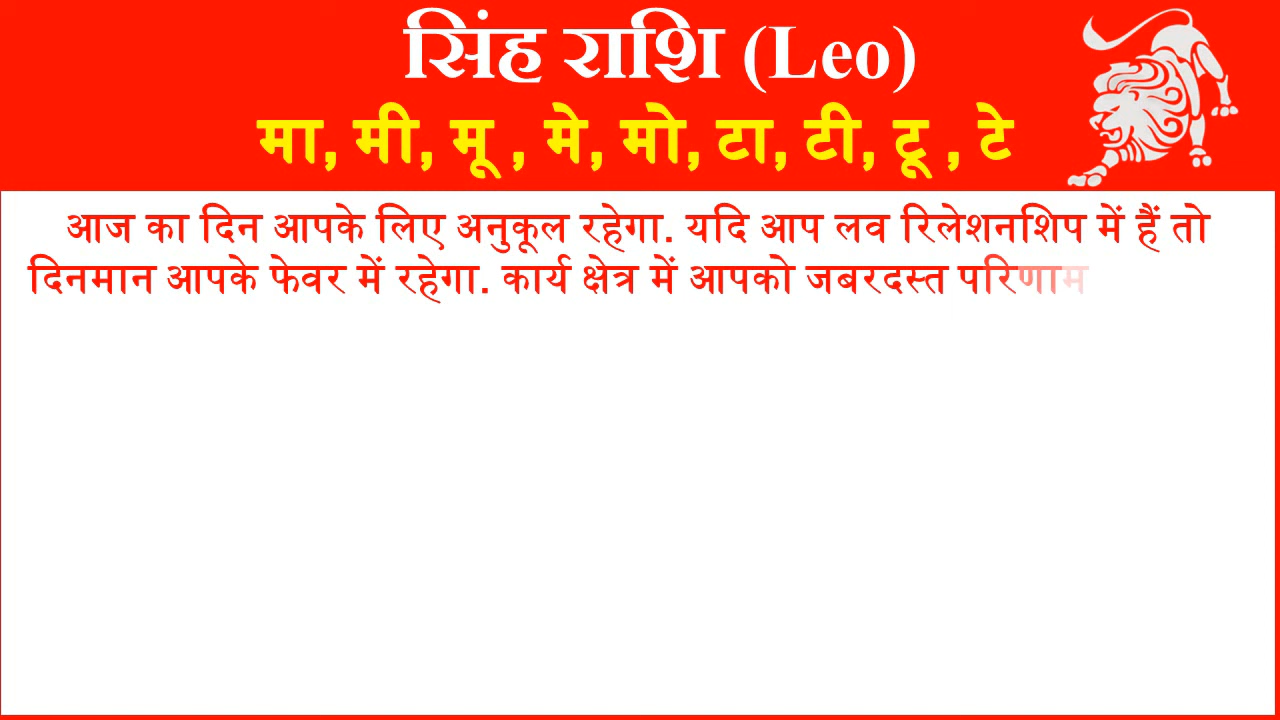 सिंह राशि (Leo)
मा, मी, मू , मे, मो, टा, टी, टू , टे
आज का दिन आपके लिए अनुकूल रहेगा. यदि आप लव रिलेशनशिप में हैं तो
दिनमान आपके फेवर में रहेगा. कार्य क्षेत्र में आपको जबरदस्त परिणाम